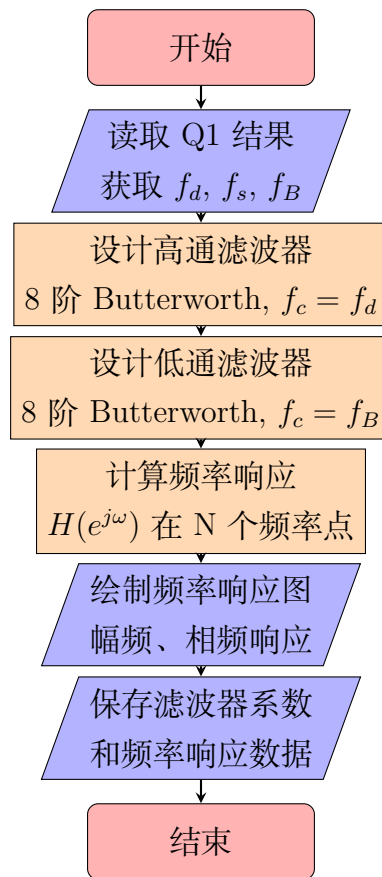 开始
读取 Q1 结果
获取 $f_d$, $f_s$, $f_B$
设计高通滤波器
8 阶 Butterworth, $f_c = f_d$
设计低通滤波器
8 阶 Butterworth, $f_c = f_B$
计算频率响应
$H(e^{j\omega})$ 在 N 个频率点
绘制频率响应图
幅频、相频响应
保存滤波器系数
和频率响应数据
结束